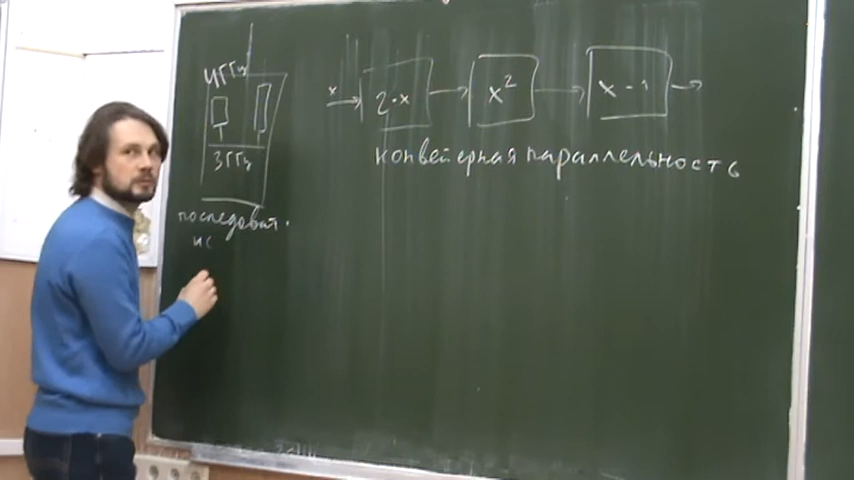 4ГГц
3ГГц
последоват.
ис
x 2·x x² x-1
конвейерная параллельность